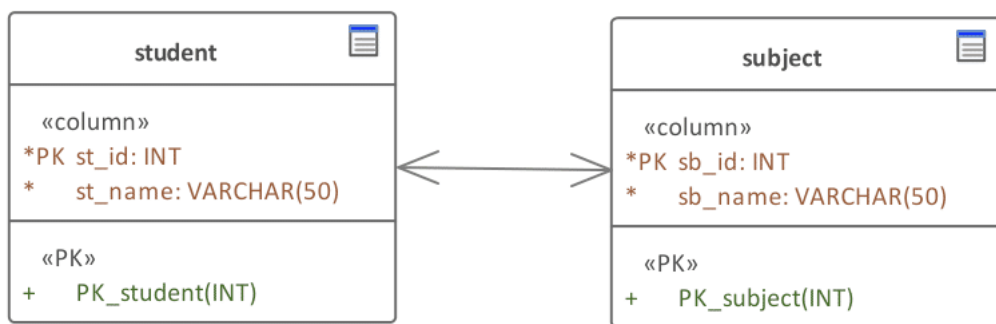 student
«column»
*PK st_id: INT
* st_name: VARCHAR(50)
«PK»
+ PK_student(INT)
subject
«column»
*PK sb_id: INT
* sb_name: VARCHAR(50)
«PK»
+ PK_subject(INT)